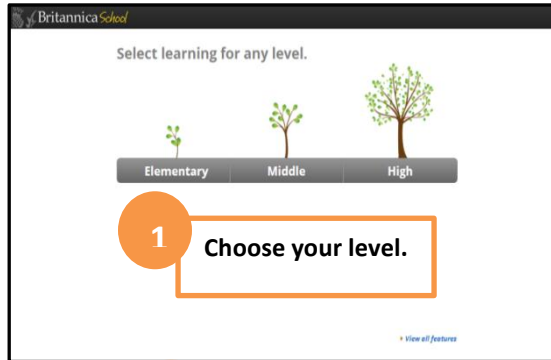 Britannica School
Select learning for any level.
Elementary Middle High
1
Choose your level.
View all features